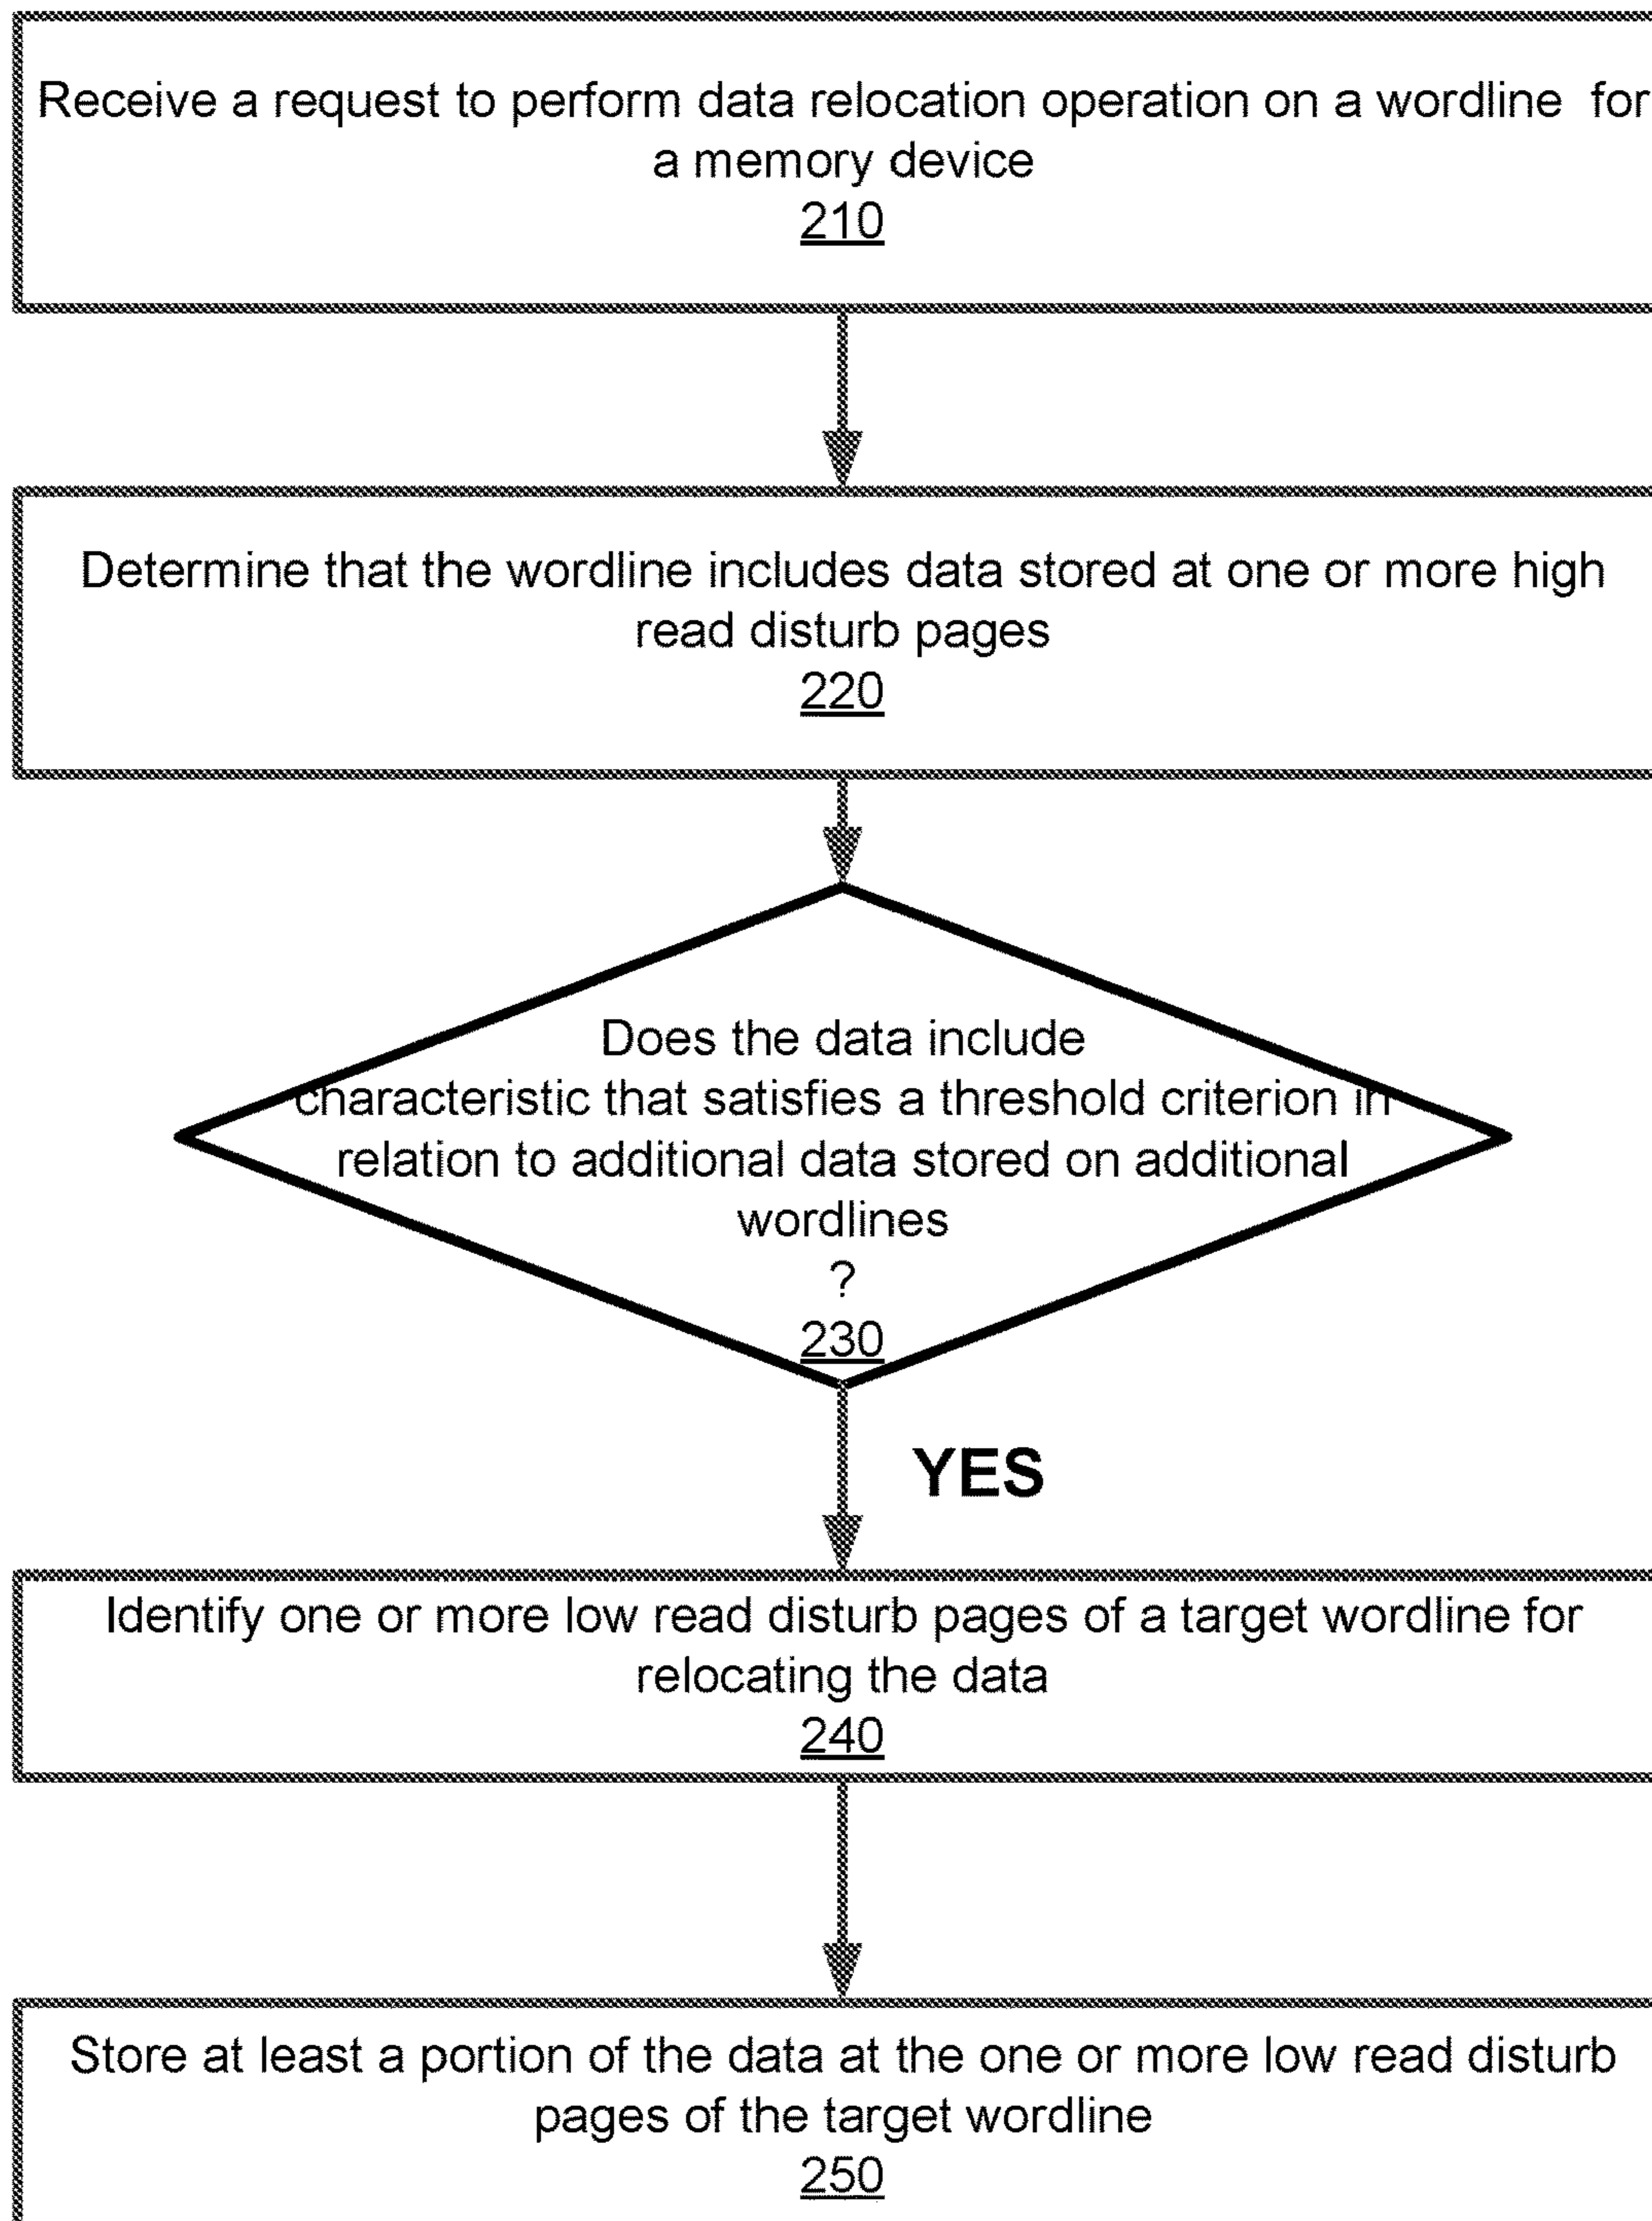 Receive a request to perform data relocation operation on a wordline for
a memory device
210
Determine that the wordline includes data stored at one or more high
read disturb pages
220
Does the data include
characteristic that satisfies a threshold criterion in
relation to additional data stored on additional
wordlines
?
230
YES
Identify one or more low read disturb pages of a target wordline for
relocating the data
240
Store at least a portion of the data at the one or more low read disturb
pages of the target wordline
250